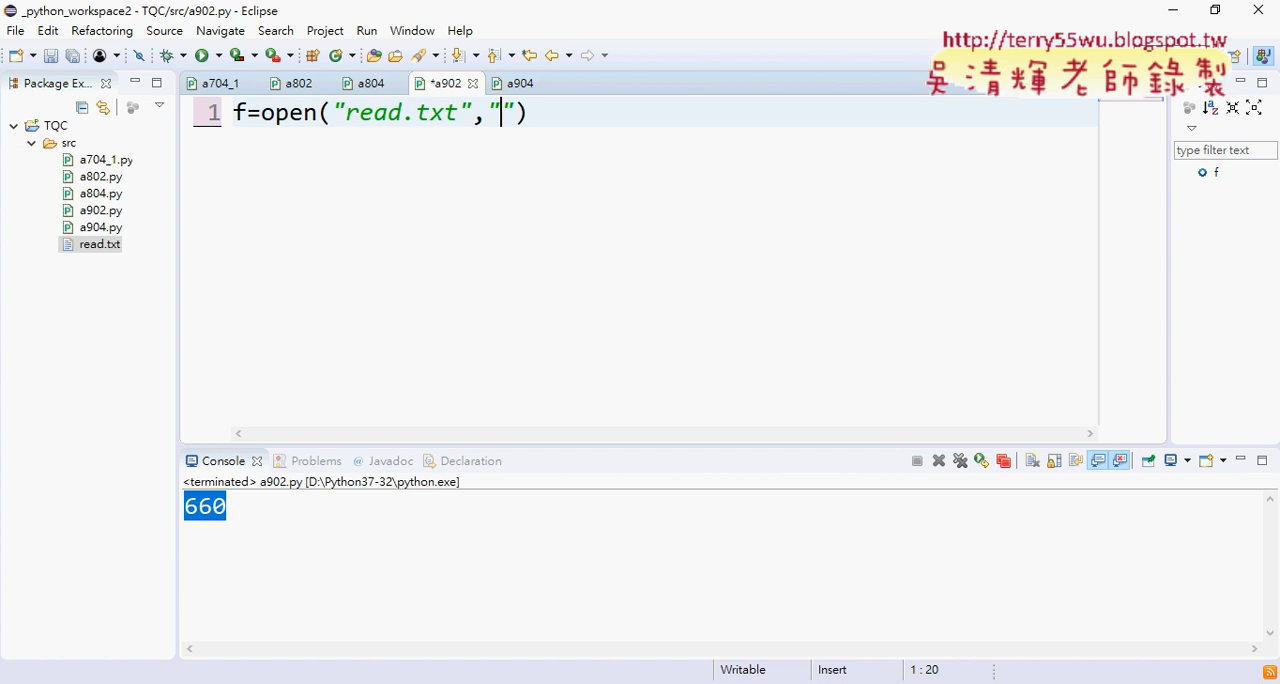 _python_workspace2 - TQC/src/a902.py - Eclipse
File Edit Refactoring Source Navigate Search Project Run Window Help
http://terry55wu.blogspot.tw
吳清輝老師錄製
Package Ex...
a704_1
a802
a804
*a902
a904
1 f=open("read.txt","")
TQC
src
a704_1.py
a802.py
a804.py
a902.py
a904.py
read.txt
type filter text
f
Console
Problems
Javadoc
Declaration
<terminated> a902.py [D:\Python37-32\python.exe]
660
Writable
Insert
1 : 20